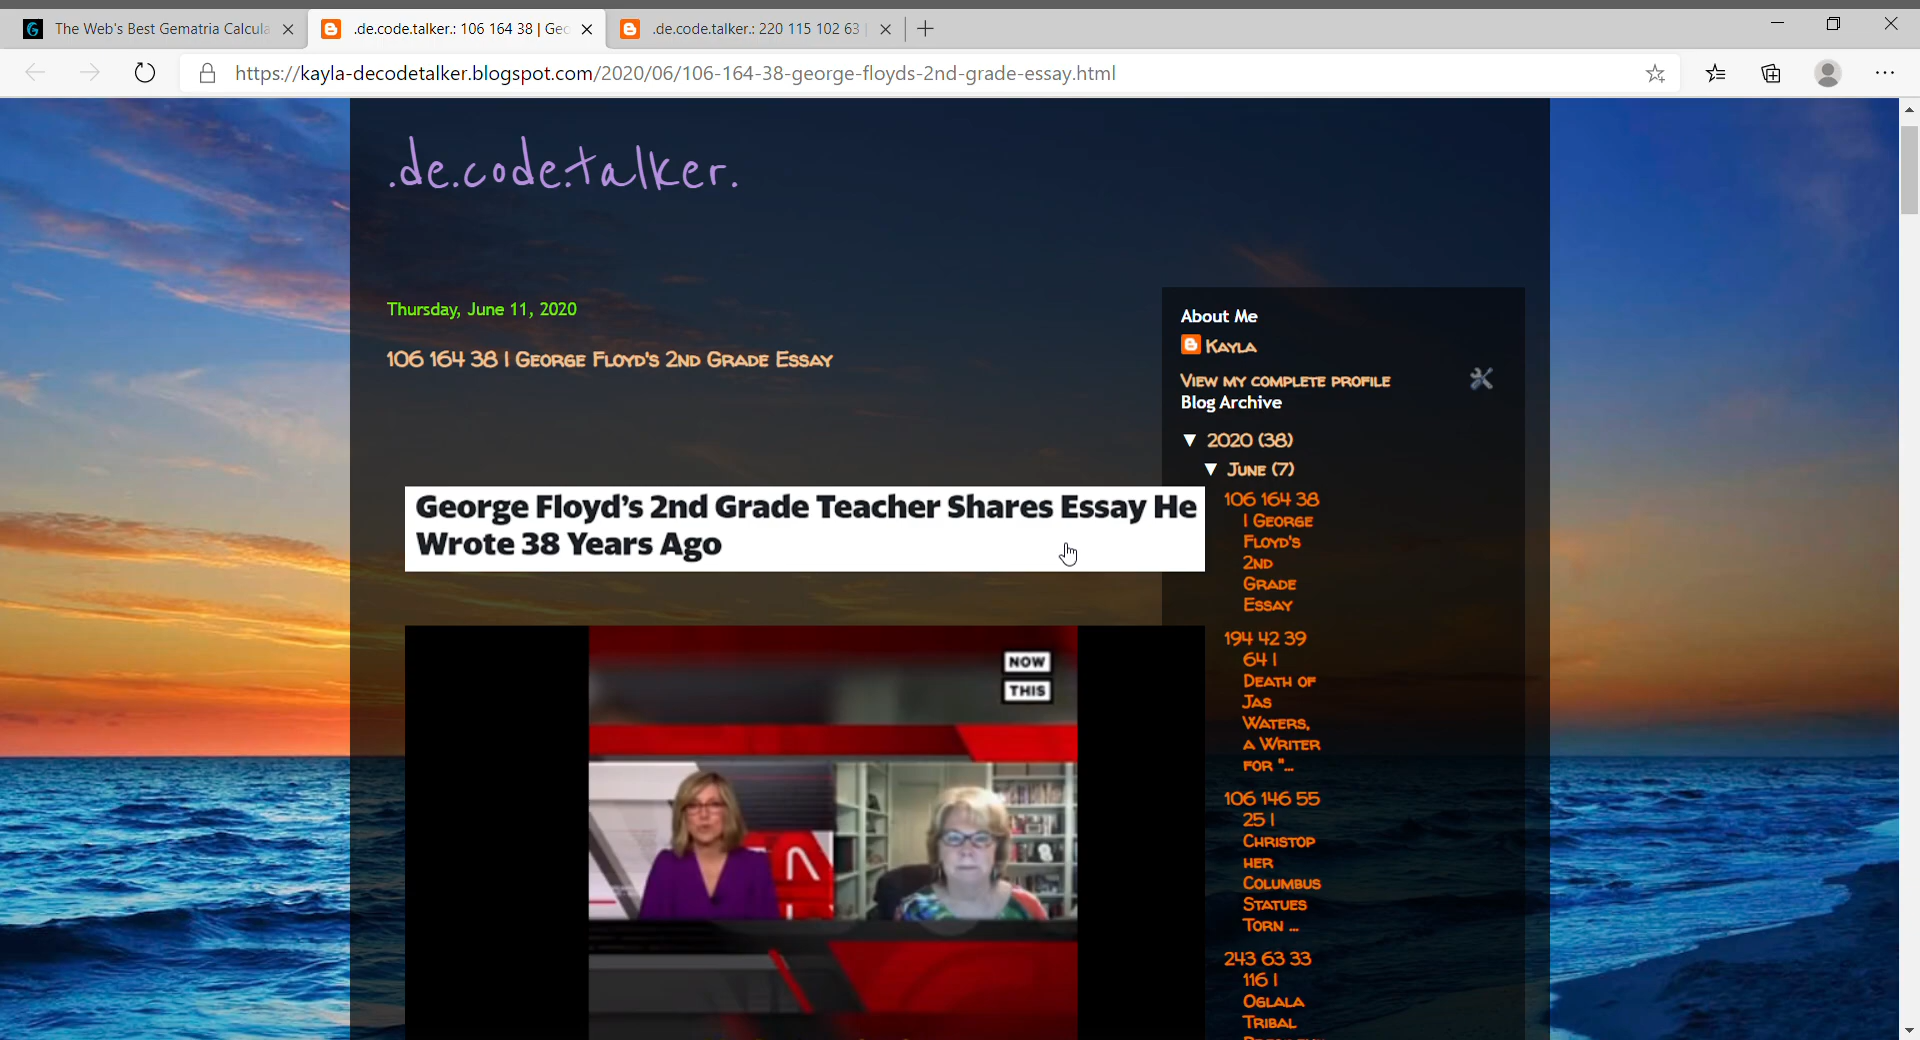 The Web's Best Gematria Calcula
.de.code.talker.: 106 164 38 | Geo
.de.code.talker.: 220 115 102 63 |
https://kayla-decodetalker.blogspot.com/2020/06/106-164-38-george-floyds-2nd-grade-essay.html
.de.code.talker.
Thursday, June 11, 2020
106 164 38 | George Floyd's 2nd Grade Essay
George Floyd’s 2nd Grade Teacher Shares Essay He
Wrote 38 Years Ago
NOW
THIS
About Me
Kayla
View my complete profile
Blog Archive
▼ 2020 (38)
▼ June (7)
106 164 38
| George
Floyd's
2nd
Grade
Essay
194 42 39
64 |
Death of
Jas
Waters,
a Writer
for "...
106 146 55
25 |
Christop
her
Columbus
Statues
Torn ...
243 63 33
116 |
Oglala
Tribal